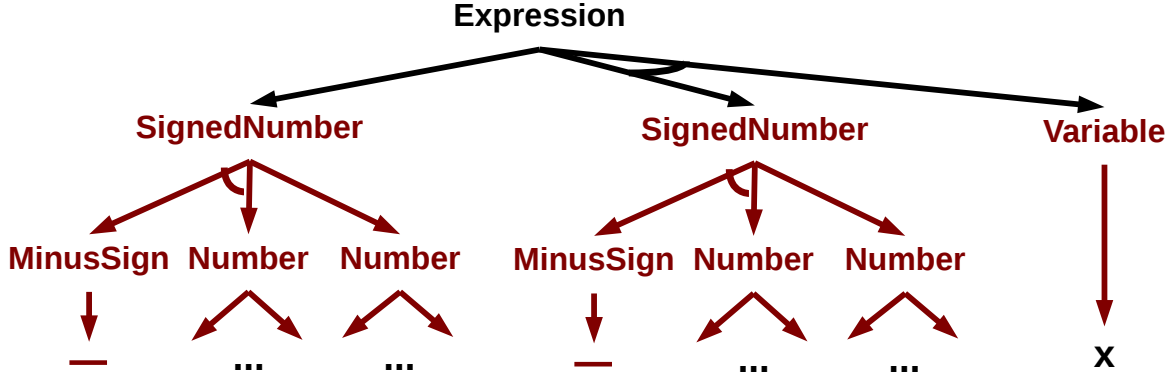 Expression
SignedNumber SignedNumber Variable
MinusSign Number Number MinusSign Number Number
— ... ... — ... ... x